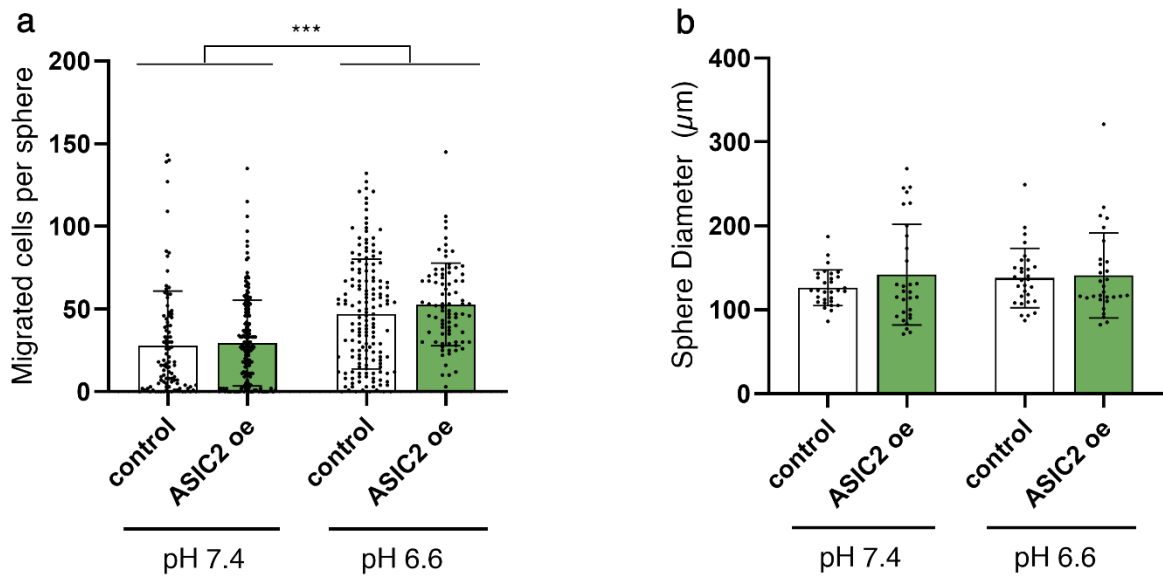 a
***
Migrated cells per sphere
200
150
100
50
0
control
ASIC2 oe
control
ASIC2 oe
pH 7.4
pH 6.6
b
Sphere Diameter (μm)
400
300
200
100
0
control
ASIC2 oe
control
ASIC2 oe
pH 7.4
pH 6.6